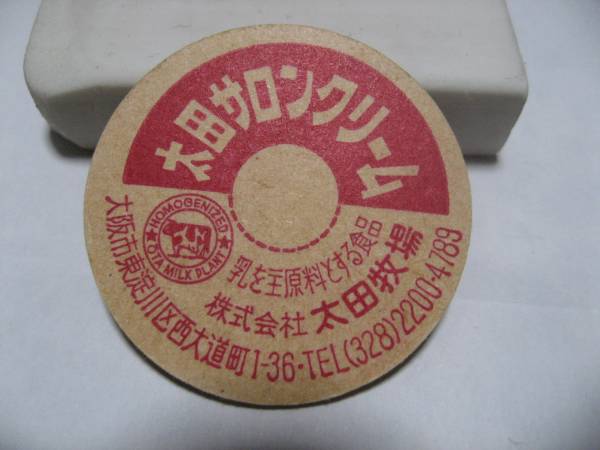 太田サロンクリーム
HOMOGENIZED
OTA MILK PLANT
乳を主原料とする食品
株式会社 太田牧場
大阪市東淀川区西大道町1-36・TEL(328)2200・4789